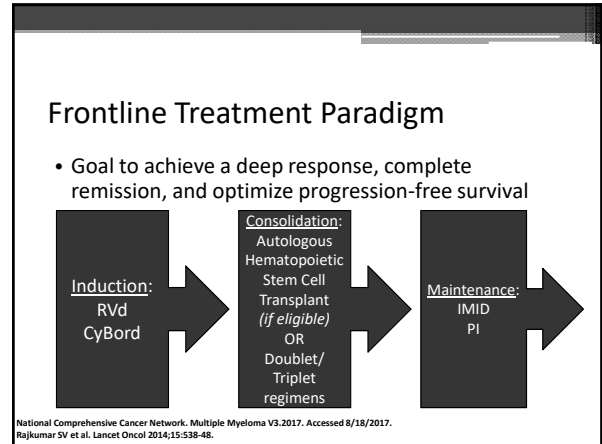 Frontline Treatment Paradigm
• Goal to achieve a deep response, complete
remission, and optimize progression-free survival
Induction:
RVd
CyBord
Consolidation:
Autologous
Hematopoietic
Stem Cell
Transplant
(if eligible)
OR
Doublet/
Triplet
regimens
Maintenance:
IMID
PI
National Comprehensive Cancer Network. Multiple Myeloma V3.2017. Accessed 8/18/2017.
Rajkumar SV et al. Lancet Oncol 2014;15:538-48.